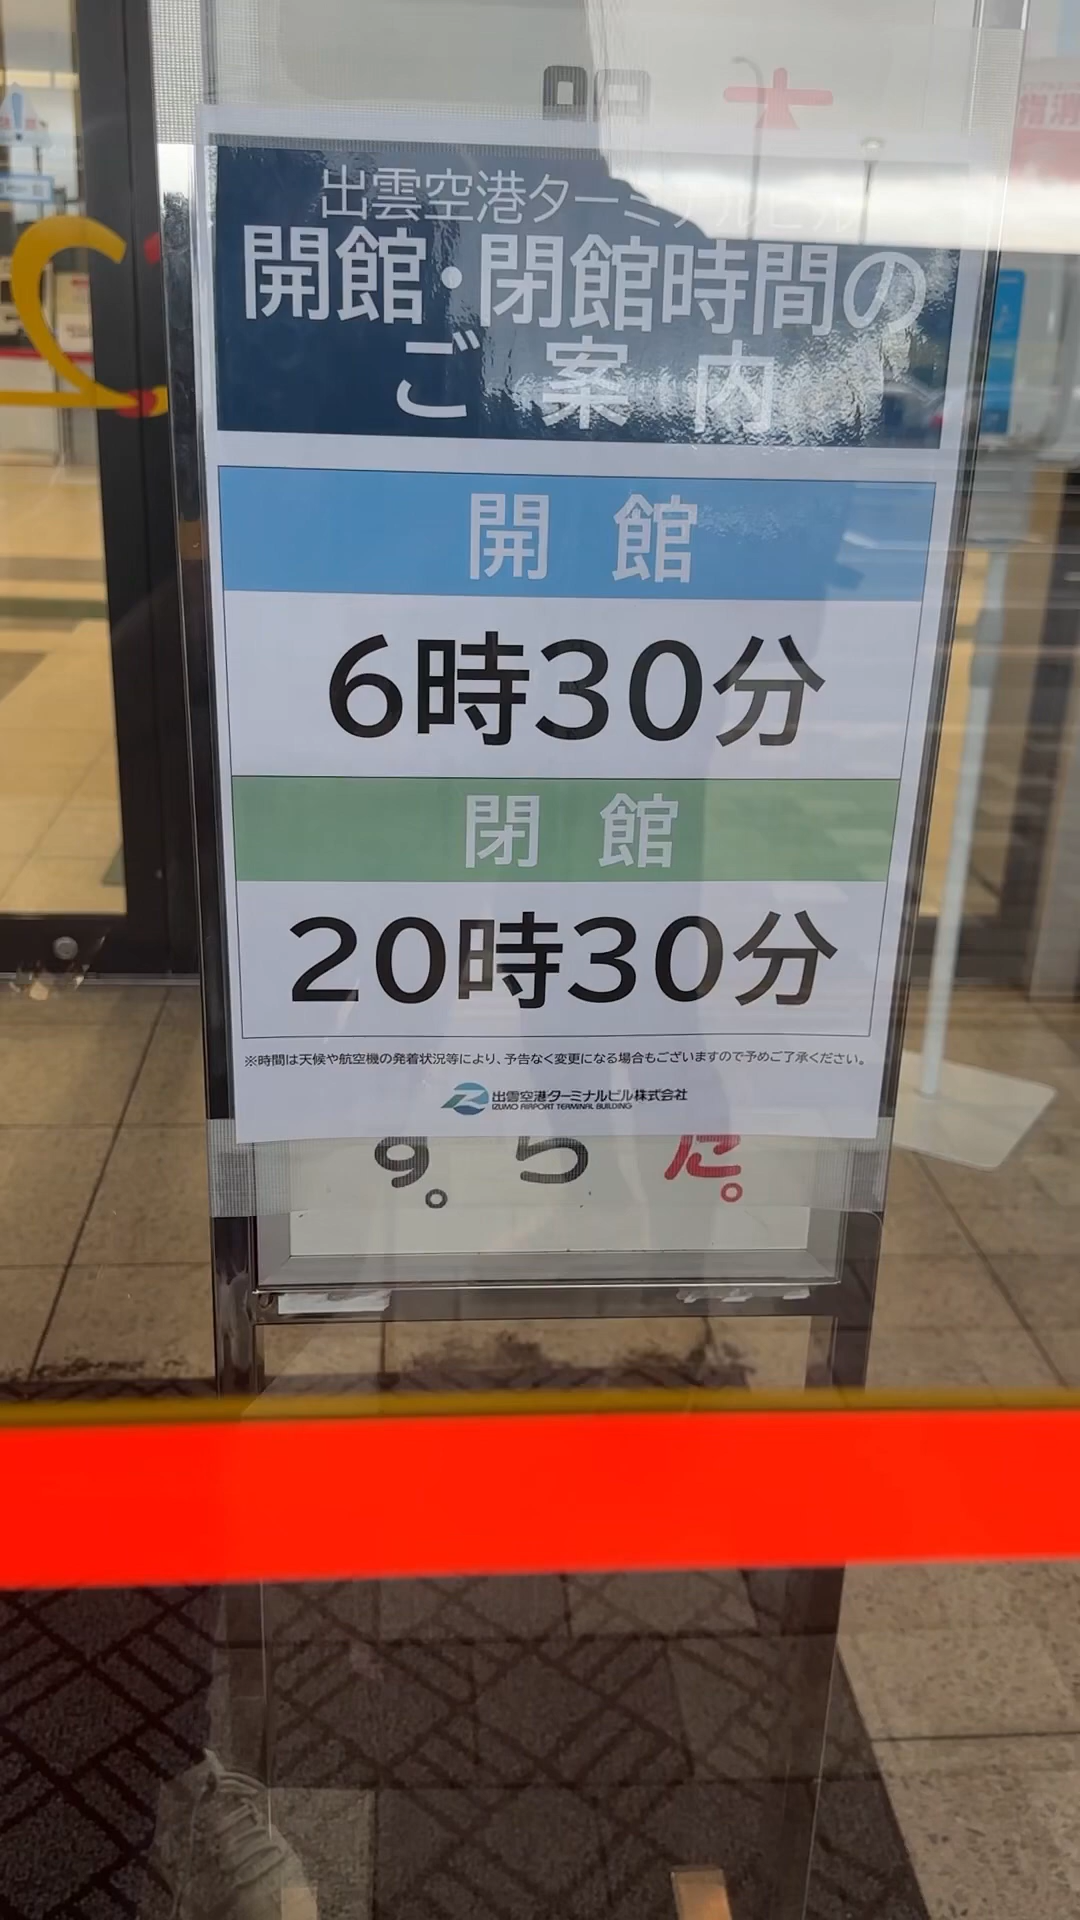 出雲空港ターミナルビル
開館・閉館時間の
ご案内
開館
6時30分
閉館
20時30分
※時間は天候や航空機の発着状況等により、予告なく変更になる場合もございますので予めご了承ください。
出雲空港ターミナルビル株式会社
IZUMO AIRPORT TERMINAL BUILDING
す。 ら た。